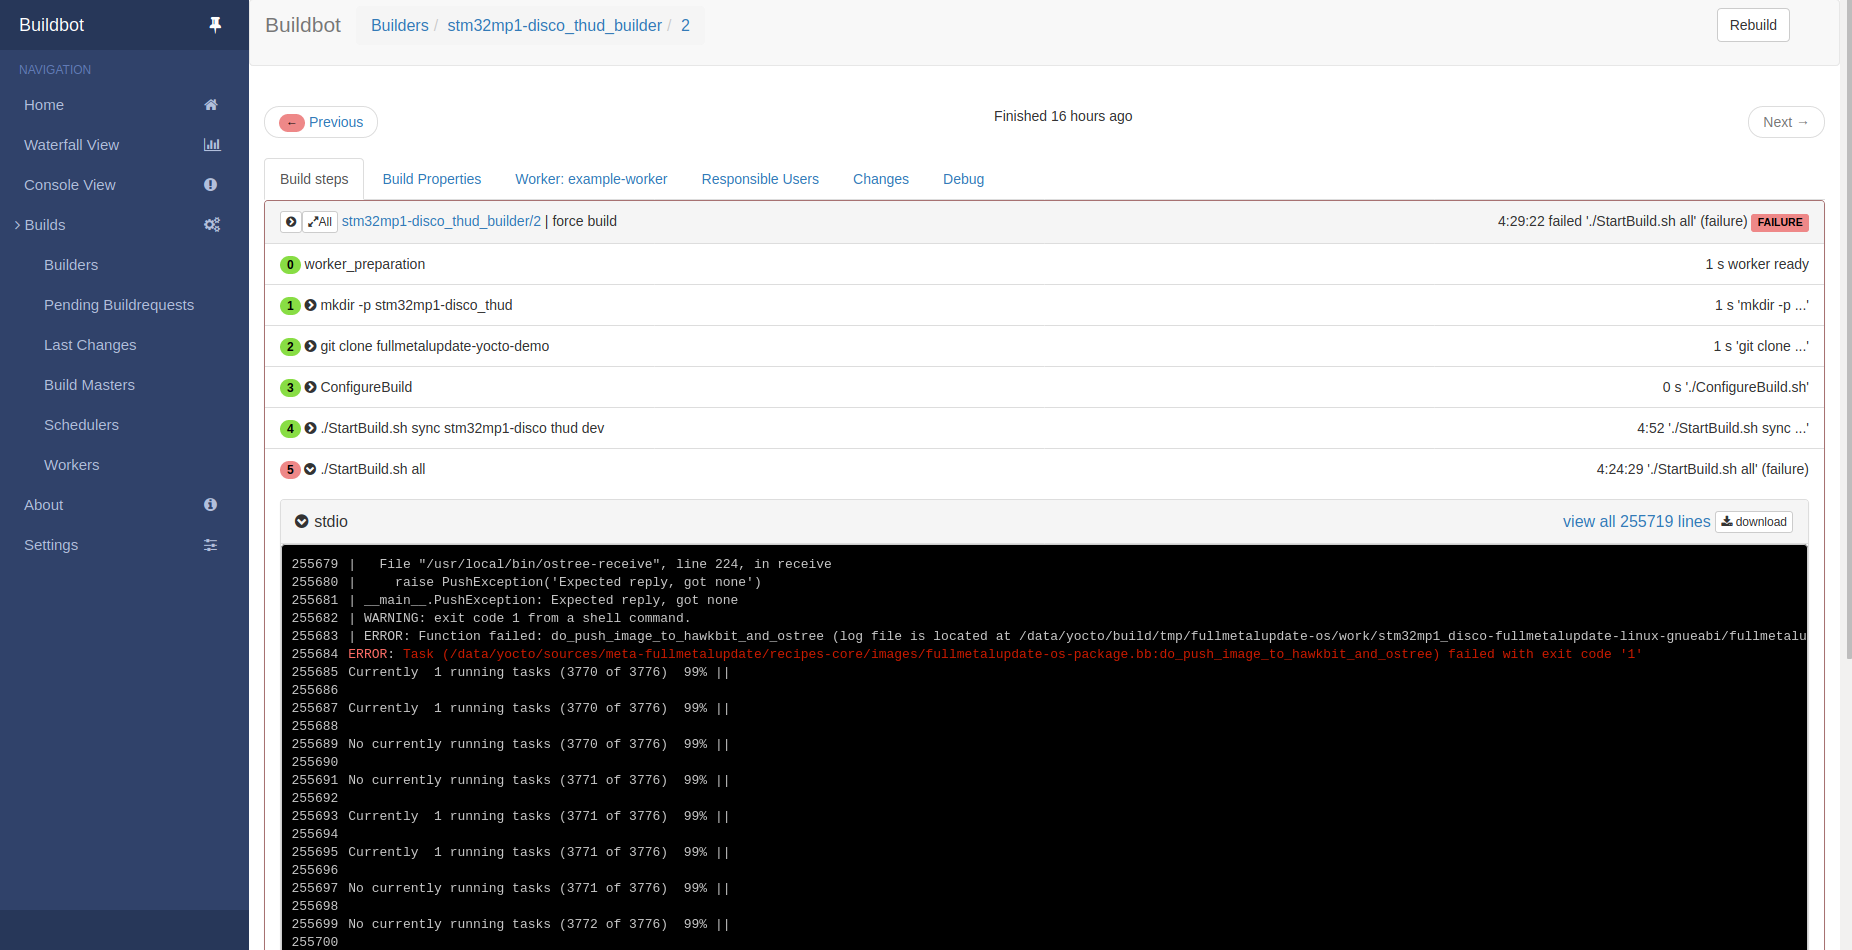 Buildbot
NAVIGATION
Home
Waterfall View
Console View
Builds
Builders
Pending Buildrequests
Last Changes
Build Masters
Schedulers
Workers
About
Settings
Buildbot Builders / stm32mp1-disco_thud_builder / 2 Rebuild
← Previous Finished 16 hours ago Next →
Build steps Build Properties Worker: example-worker Responsible Users Changes Debug
All stm32mp1-disco_thud_builder/2 | force build 4:29:22 failed './StartBuild.sh all' (failure) FAILURE
0 worker_preparation 1 s worker ready
1 mkdir -p stm32mp1-disco_thud 1 s 'mkdir -p ...'
2 git clone fullmetalupdate-yocto-demo 1 s 'git clone ...'
3 ConfigureBuild 0 s './ConfigureBuild.sh'
4 ./StartBuild.sh sync stm32mp1-disco thud dev 4:52 './StartBuild.sh sync ...'
5 ./StartBuild.sh all 4:24:29 './StartBuild.sh all' (failure)
stdio view all 255719 lines download
255679 |   File "/usr/local/bin/ostree-receive", line 224, in receive
255680 |     raise PushException('Expected reply, got none')
255681 | __main__.PushException: Expected reply, got none
255682 | WARNING: exit code 1 from a shell command.
255683 | ERROR: Function failed: do_push_image_to_hawkbit_and_ostree (log file is located at /data/yocto/build/tmp/fullmetalupdate-os/work/stm32mp1_disco-fullmetalupdate-linux-gnueabi/fullmetalu
255684 ERROR: Task (/data/yocto/sources/meta-fullmetalupdate/recipes-core/images/fullmetalupdate-os-package.bb:do_push_image_to_hawkbit_and_ostree) failed with exit code '1'
255685 Currently  1 running tasks (3770 of 3776)  99% ||
255686
255687 Currently  1 running tasks (3770 of 3776)  99% ||
255688
255689 No currently running tasks (3770 of 3776)  99% ||
255690
255691 No currently running tasks (3771 of 3776)  99% ||
255692
255693 Currently  1 running tasks (3771 of 3776)  99% ||
255694
255695 Currently  1 running tasks (3771 of 3776)  99% ||
255696
255697 No currently running tasks (3771 of 3776)  99% ||
255698
255699 No currently running tasks (3772 of 3776)  99% ||
255700